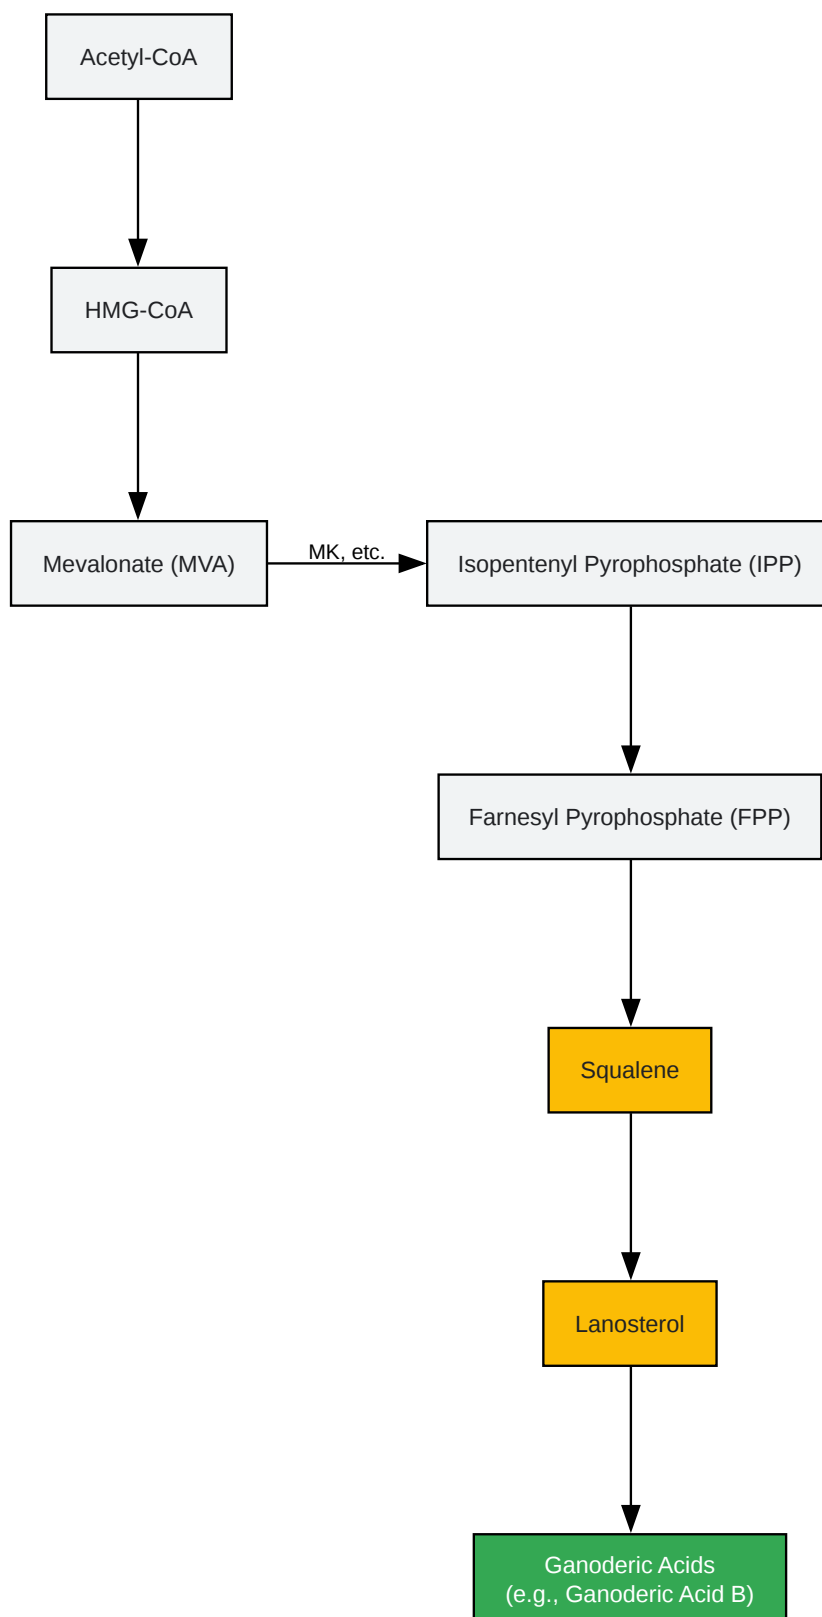 Acetyl-CoA
HMG-CoA
Mevalonate (MVA)
MK, etc.
Isopentenyl Pyrophosphate (IPP)
Farnesyl Pyrophosphate (FPP)
Squalene
Lanosterol
Ganoderic Acids
(e.g., Ganoderic Acid B)